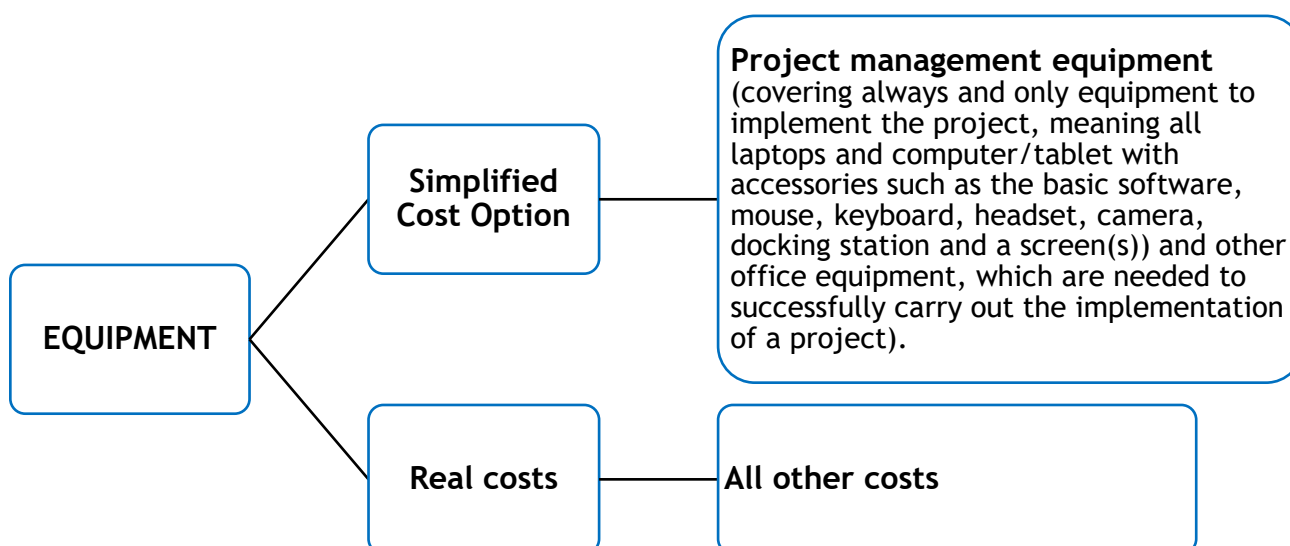 EQUIPMENT
Simplified
Cost Option
Project management equipment
(covering always and only equipment to
implement the project, meaning all
laptops and computer/tablet with
accessories such as the basic software,
mouse, keyboard, headset, camera,
docking station and a screen(s)) and other
office equipment, which are needed to
successfully carry out the implementation
of a project).
Real costs
All other costs